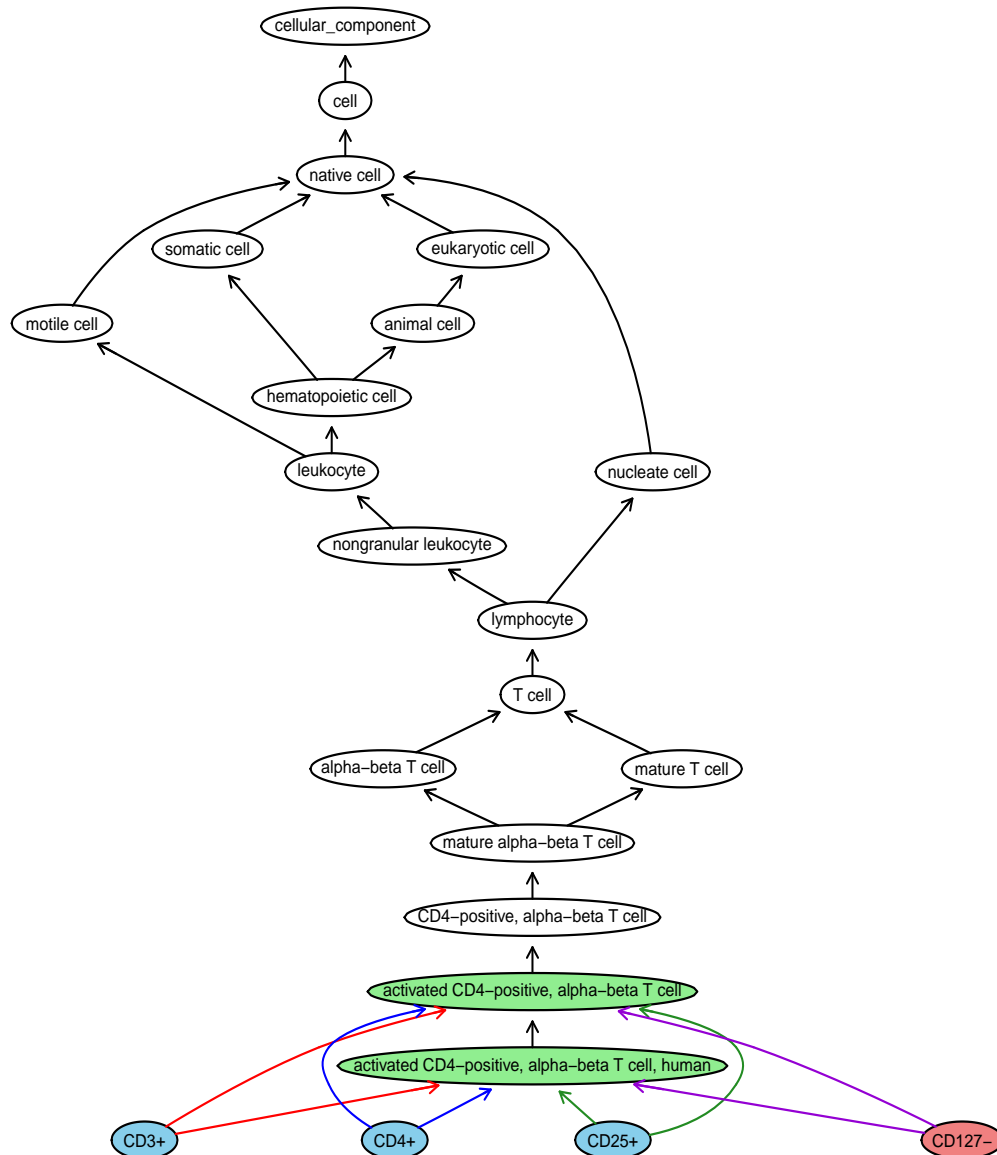 cellular_component
cell
native cell
somatic cell
eukaryotic cell
motile cell
animal cell
hematopoietic cell
leukocyte
nucleate cell
nongranular leukocyte
lymphocyte
T cell
alpha−beta T cell
mature T cell
mature alpha−beta T cell
CD4−positive, alpha−beta T cell
activated CD4−positive, alpha−beta T cell
activated CD4−positive, alpha−beta T cell, human
CD3+
CD4+
CD25+
CD127−